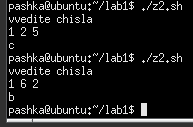 pashka@ubuntu:~/lab1$ ./z2.sh
vvedite chisla
1 2 5
c
pashka@ubuntu:~/lab1$ ./z2.sh
vvedite chisla
1 6 2
b
pashka@ubuntu:~/lab1$